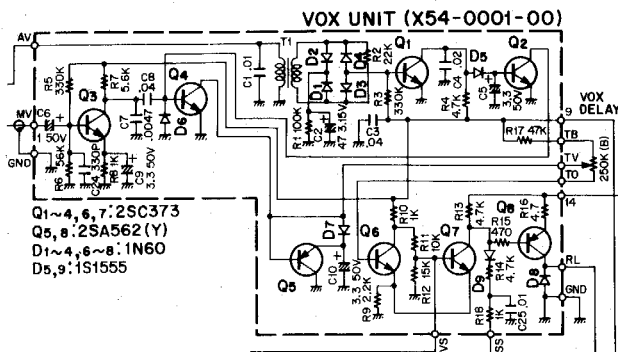 VOX UNIT (X54-0001-00)
AV
T1
D2
D4
R2
22K
Q1
C4 .02
D5
Q2
R5
330K
R7
5.6K
C8
.04
Q4
C1 .01
D1
D3
R3
330K
R4
4.7K
C5
3.3
50V
9
VOX
DELAY
MV
C6
1 50V
Q3
C7
.0047
D6
R1 100K
C2
47 3.15V
C3
.04
R17 47K
TB
TV
TO
250K (B)
GND
R6 56K
C24 330P
R8 1K
C9
3.3 50V
14
Q1~4, 6, 7:2SC373
Q5, 8:2SA562 (Y)
D1~4, 6~8:1N60
D5, 9:1S1555
D7
R10
1K
Q6
R11
10K
R13
4.7K
Q7
R15
470
Q8
R16
4.7
RL
Q5
C10
3.3 50V
R9 2.2K
R12 15K
D9
R14
4.7K
D8
GND
R18
1K
C25 .01
VS
SS